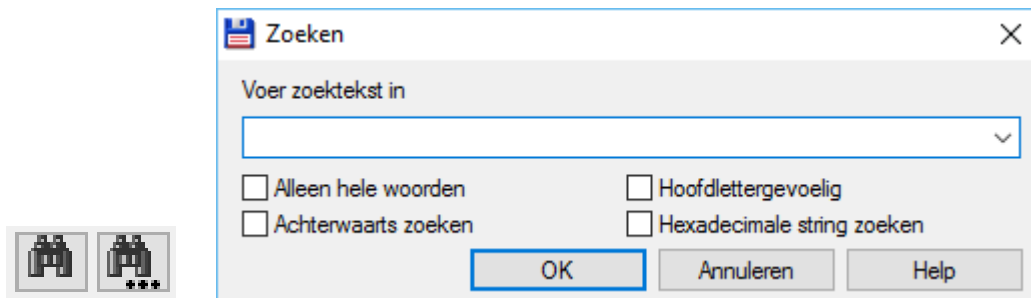 Zoeken
Voer zoektekst in
Alleen hele woorden
Hoofdlettergevoelig
Achterwaarts zoeken
Hexadecimale string zoeken
OK
Annuleren
Help